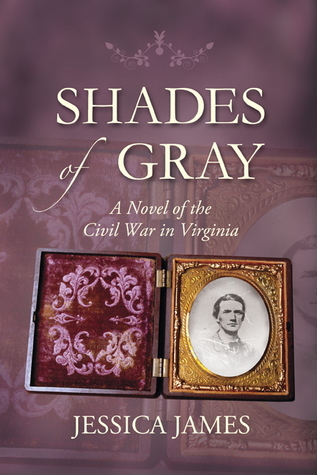 SHADES
of GRAY
A Novel of the
Civil War in Virginia
JESSICA JAMES